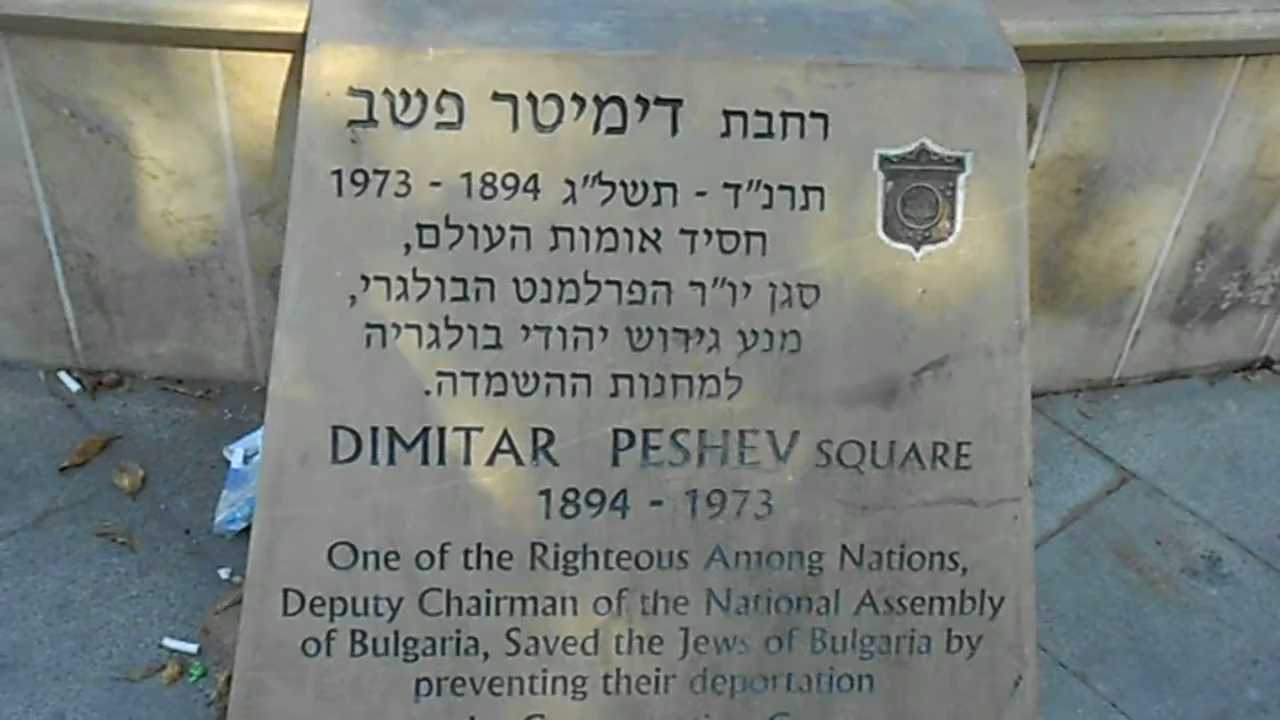 רחבת דימיטר פשב
תרנ"ד - תשל"ג 1894 - 1973
חסיד אומות העולם,
סגן יו"ר הפרלמנט הבולגרי,
מנע גירוש יהודי בולגריה
למחנות ההשמדה.
DIMITAR PESHEV SQUARE
1894 - 1973
One of the Righteous Among Nations,
Deputy Chairman of the National Assembly
of Bulgaria, Saved the Jews of Bulgaria by
preventing their deportation